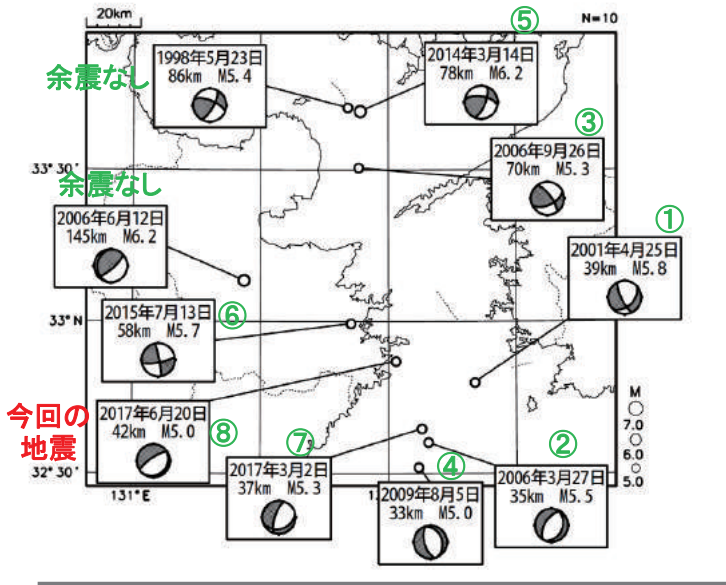 20km
N=10
⑤
1998年5月23日
86km M5.4
余震なし
2014年3月14日
78km M6.2
③
2006年9月26日
70km M5.3
33°30′
余震なし
2006年6月12日
145km M6.2
①
2001年4月25日
39km M5.8
33°N
2015年7月13日
58km M5.7
⑥
今回の
地震
2017年6月20日
42km M5.0
⑧
M
7.0
6.0
5.0
⑦
2017年3月2日
37km M5.3
④
2009年8月5日
33km M5.0
②
2006年3月27日
35km M5.5
32°30′
131°E